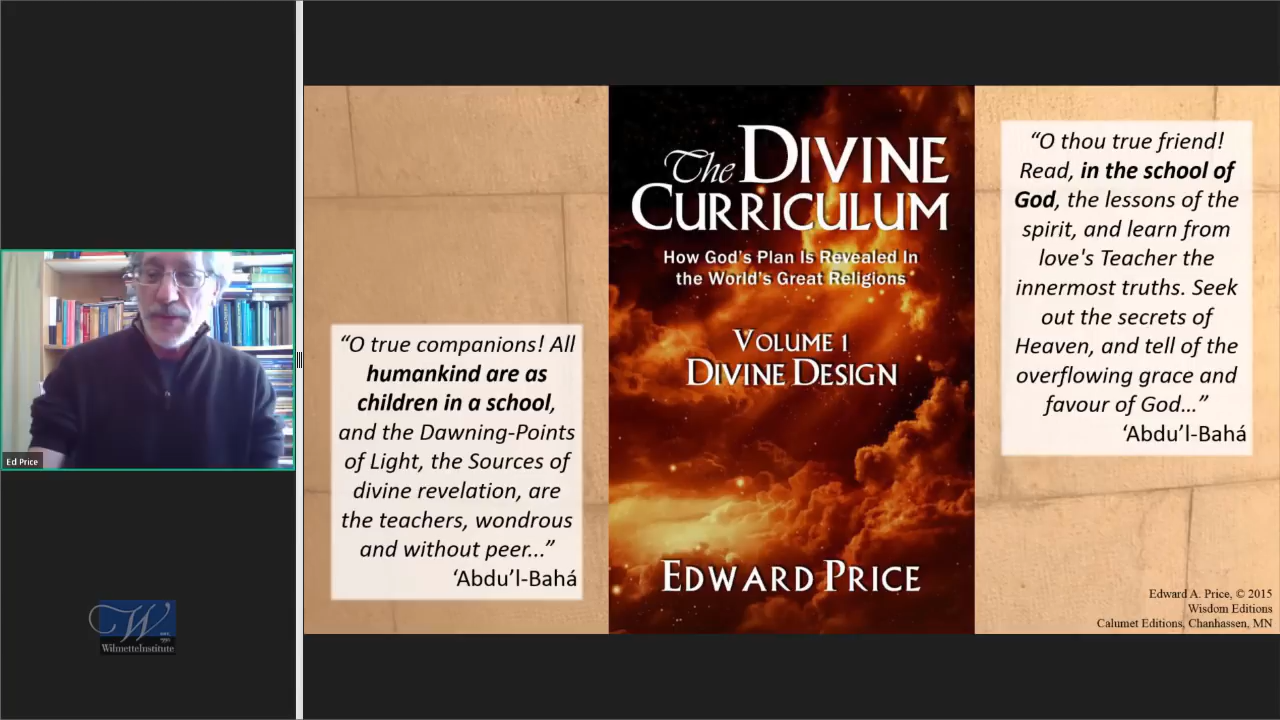 Ed Price
W
WilmetteInstitute
“O true companions! All
humankind are as
children in a school,
and the Dawning-Points
of Light, the Sources of
divine revelation, are
the teachers, wondrous
and without peer...”
‘Abdu’l-Bahá
The DIVINE
CURRICULUM
How God’s Plan Is Revealed In
the World’s Great Religions
VOLUME 1
DIVINE DESIGN
EDWARD PRICE
“O thou true friend!
Read, in the school of
God, the lessons of the
spirit, and learn from
love's Teacher the
innermost truths. Seek
out the secrets of
Heaven, and tell of the
overflowing grace and
favour of God…”
‘Abdu’l-Bahá
Edward A. Price, © 2015
Wisdom Editions
Calumet Editions, Chanhassen, MN